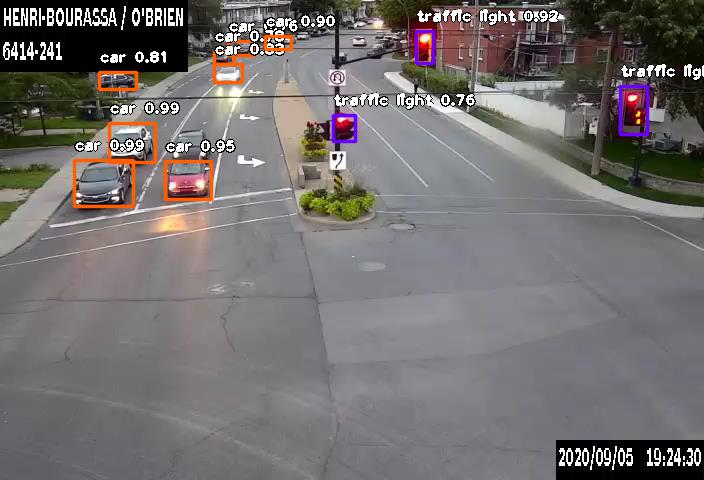 HENRI-BOURASSA / O'BRIEN
6414-241
car 0.90
car 0.81
traffic light 0.92
traffic lig
car 0.99
traffic light 0.76
car 0.99
car 0.95
2020/09/05 19:24:30